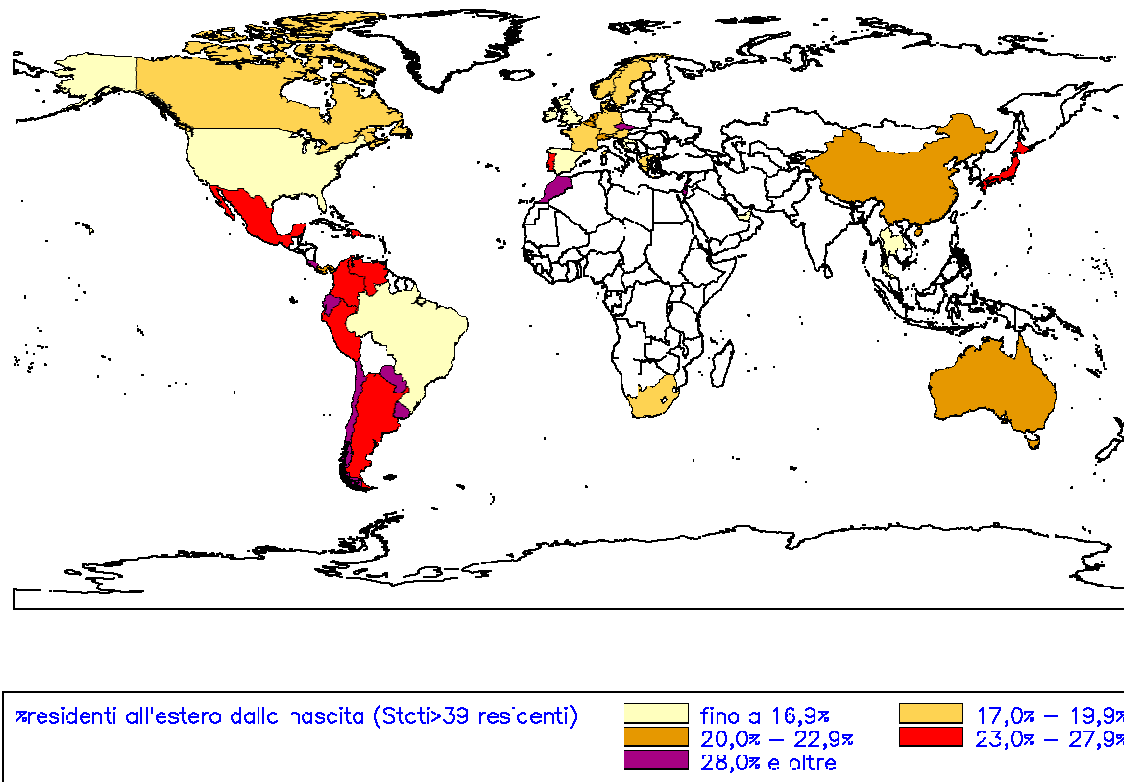 %residenti all'estero dalla nascita (Stati>39 residenti)
fino a 16,9%
17,0% – 19,9%
20,0% – 22,9%
23,0% – 27,9%
28,0% e oltre